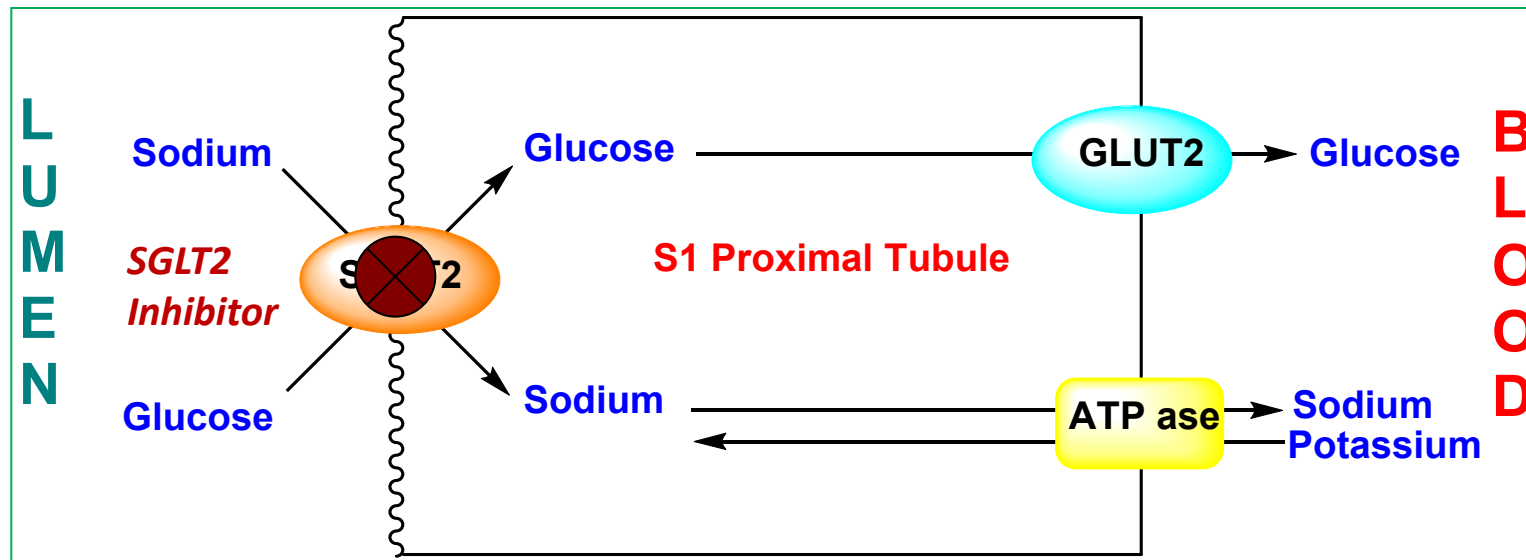 LUMEN
Sodium
SGLT2
Inhibitor
Glucose
Glucose
S1 Proximal Tubule
Sodium
GLUT2
ATP ase
Glucose
Sodium
Potassium
BLOOD